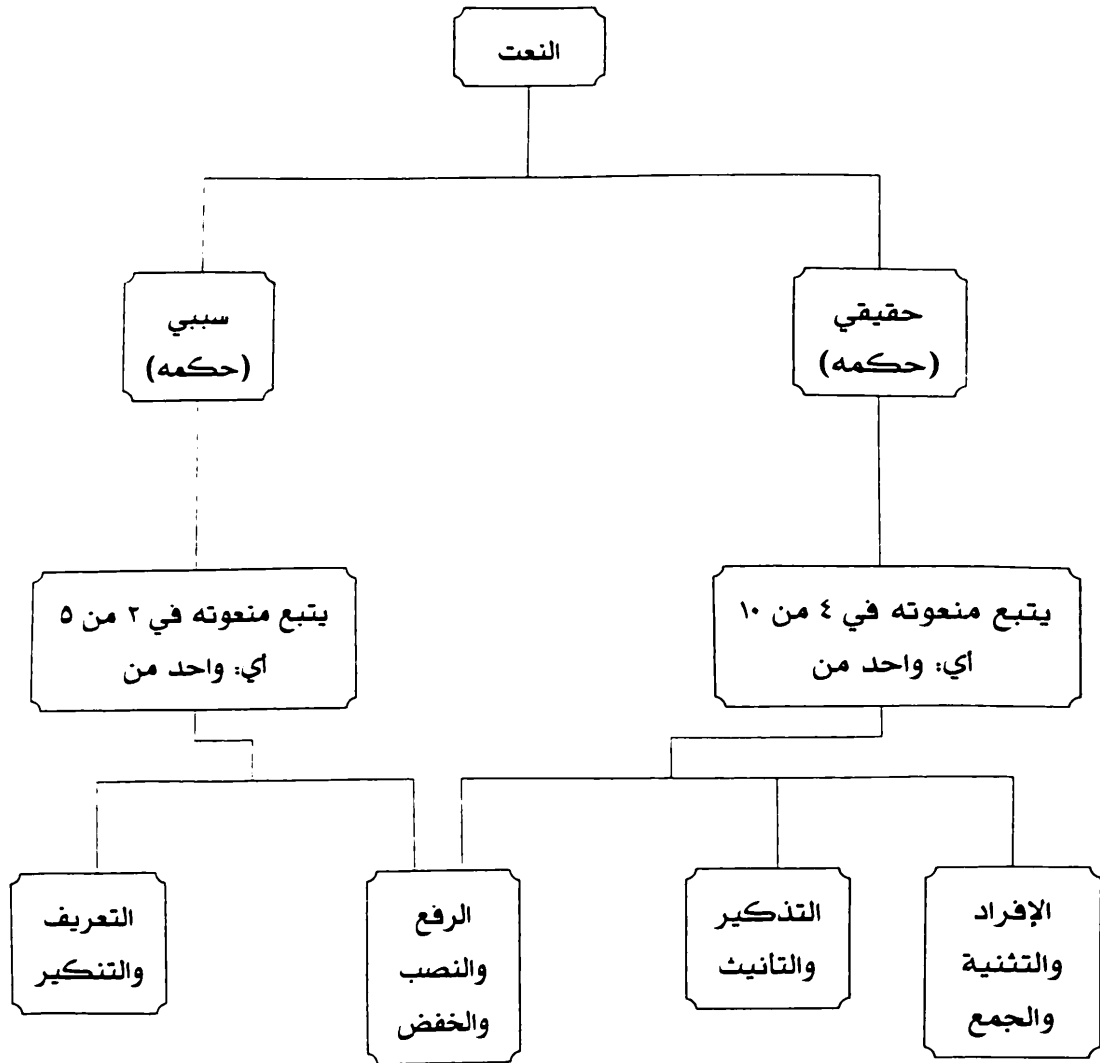 النعت
حقيقي
(حكمه)
سببي
(حكمه)
يتبع منعوته في ٤ من ١٠
أي: واحد من
يتبع منعوته في ٢ من ٥
أي: واحد من
الإفراد
والتثنية
والجمع
التذكير
والتانيث
الرفع
والنصب
والخفض
التعريف
والتنكير